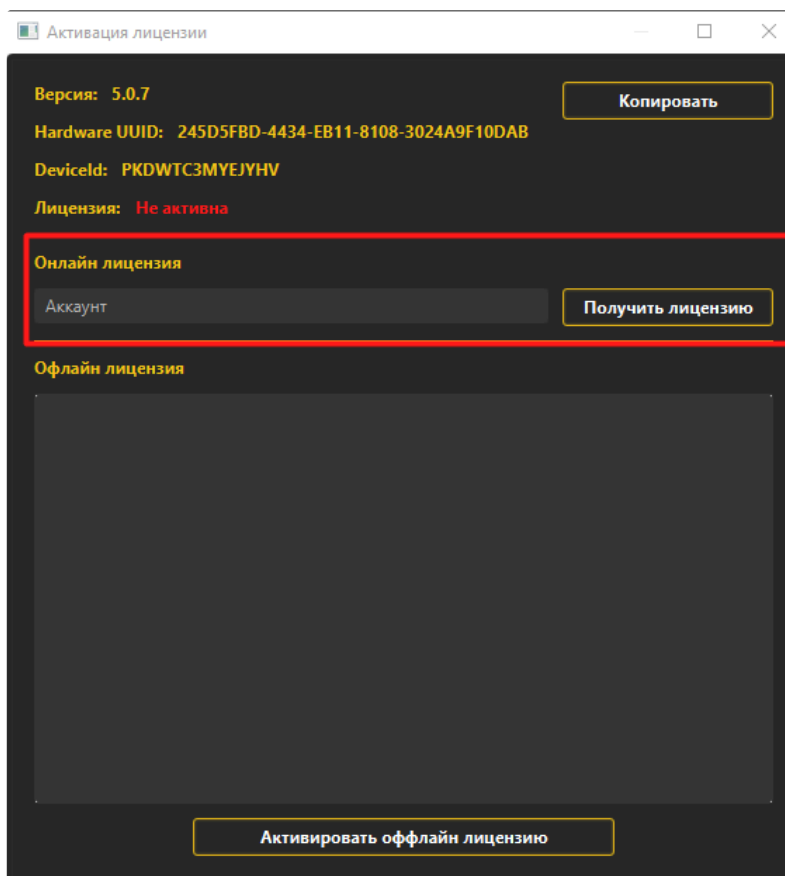 Активация лицензии
Версия: 5.0.7
Копировать
Hardware UUID: 245D5FBD-4434-EB11-8108-3024A9F10DAB
DeviceId: PKDWTC3MYEJYHV
Лицензия: Не активна
Онлайн лицензия
Аккаунт
Получить лицензию
Офлайн лицензия
Активировать оффлайн лицензию